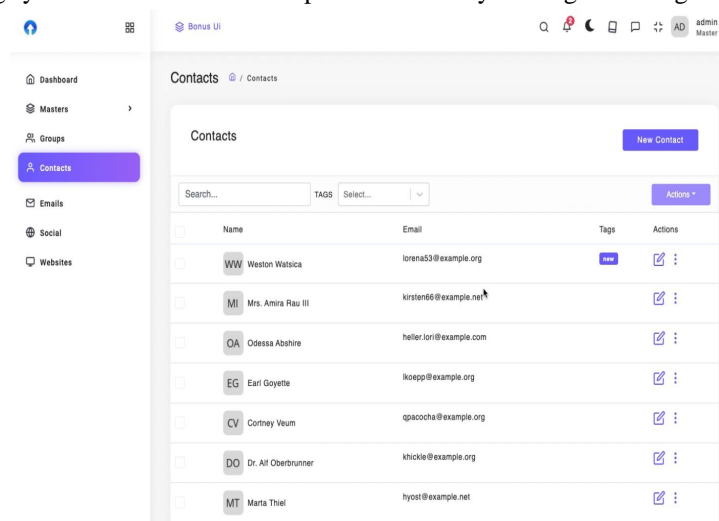 Bonus Ui
2
AD
admin
Master
Dashboard
Masters
Groups
Contacts
Emails
Social
Websites
Contacts / Contacts
Contacts
New Contact
Search...
TAGS
Select...
Actions
Name Email Tags Actions
WW Weston Watsica lorena53@example.org new
MI Mrs. Amira Rau III kirsten66@example.net
OA Odessa Abshire heller.lori@example.com
EG Earl Goyette lkoepp@example.org
CV Cortney Veum qpacocha@example.org
DO Dr. Alf Oberbrunner khickle@example.org
MT Marta Thiel hyost@example.net